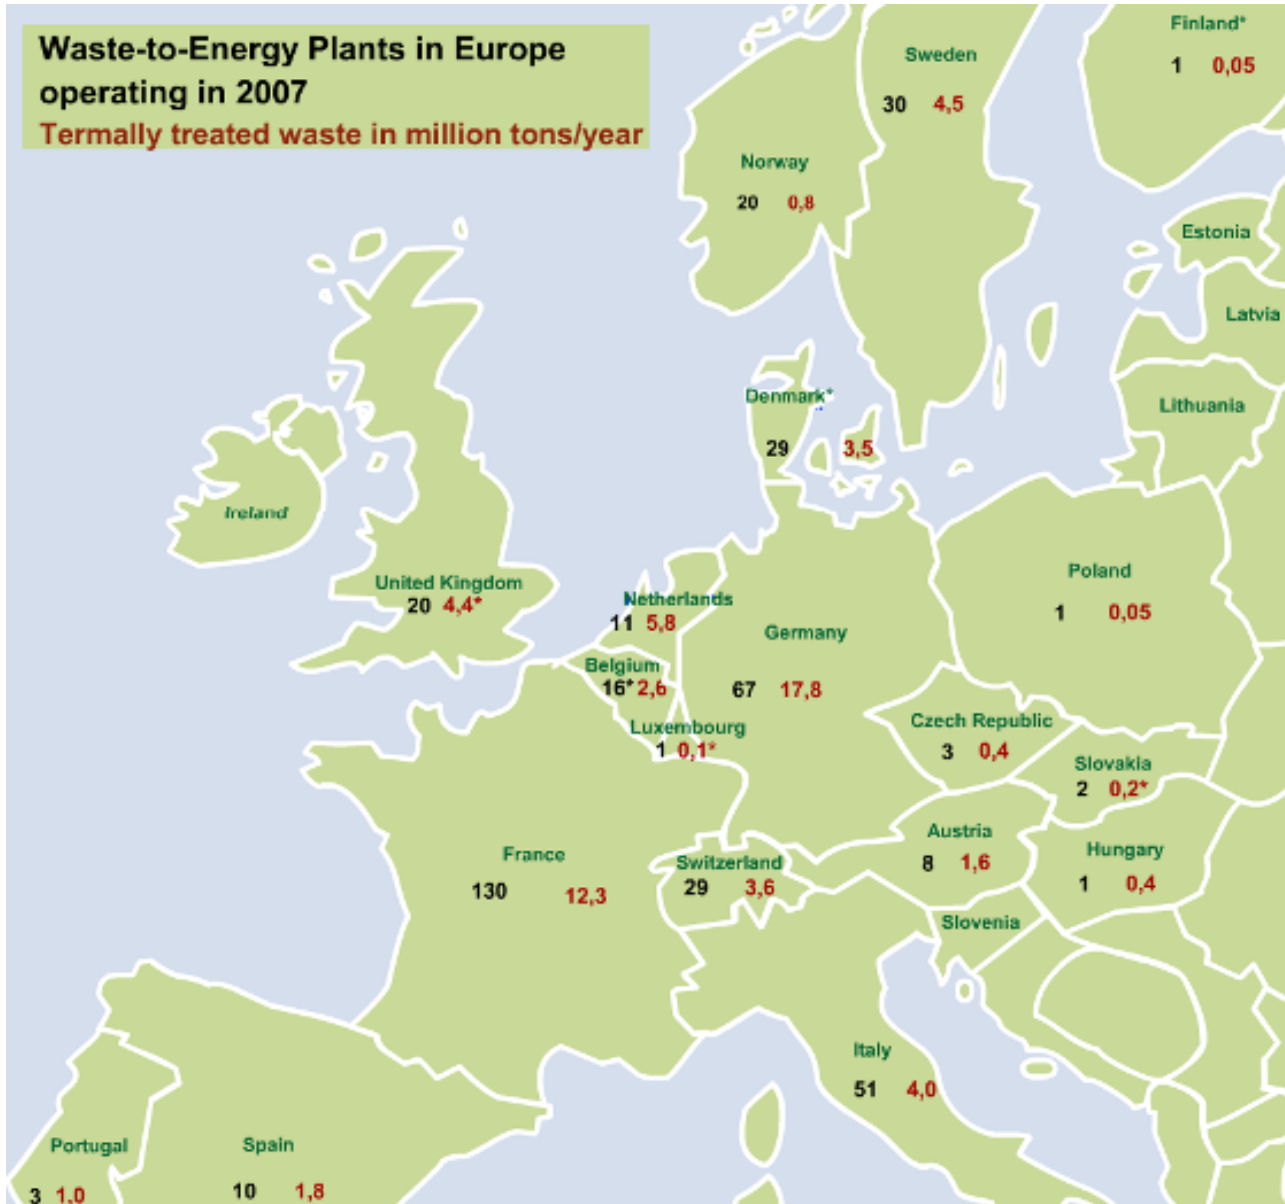 Waste-to-Energy Plants in Europe
operating in 2007
Termally treated waste in million tons/year
Finland*
1 0,05
Sweden
30 4,5
Norway
20 0,8
Estonia
Latvia
Denmark*
29 3,5
Lithuania
Ireland
United Kingdom
20 4,4*
Netherlands
11 5,8
Poland
1 0,05
Germany
67 17,8
Belgium
16* 2,6
Luxembourg
1 0,1*
Czech Republic
3 0,4
Slovakia
2 0,2*
Austria
8 1,6
Hungary
1 0,4
France
130 12,3
Switzerland
29 3,6
Slovenia
Italy
51 4,0
Portugal
3 1,0
Spain
10 1,8